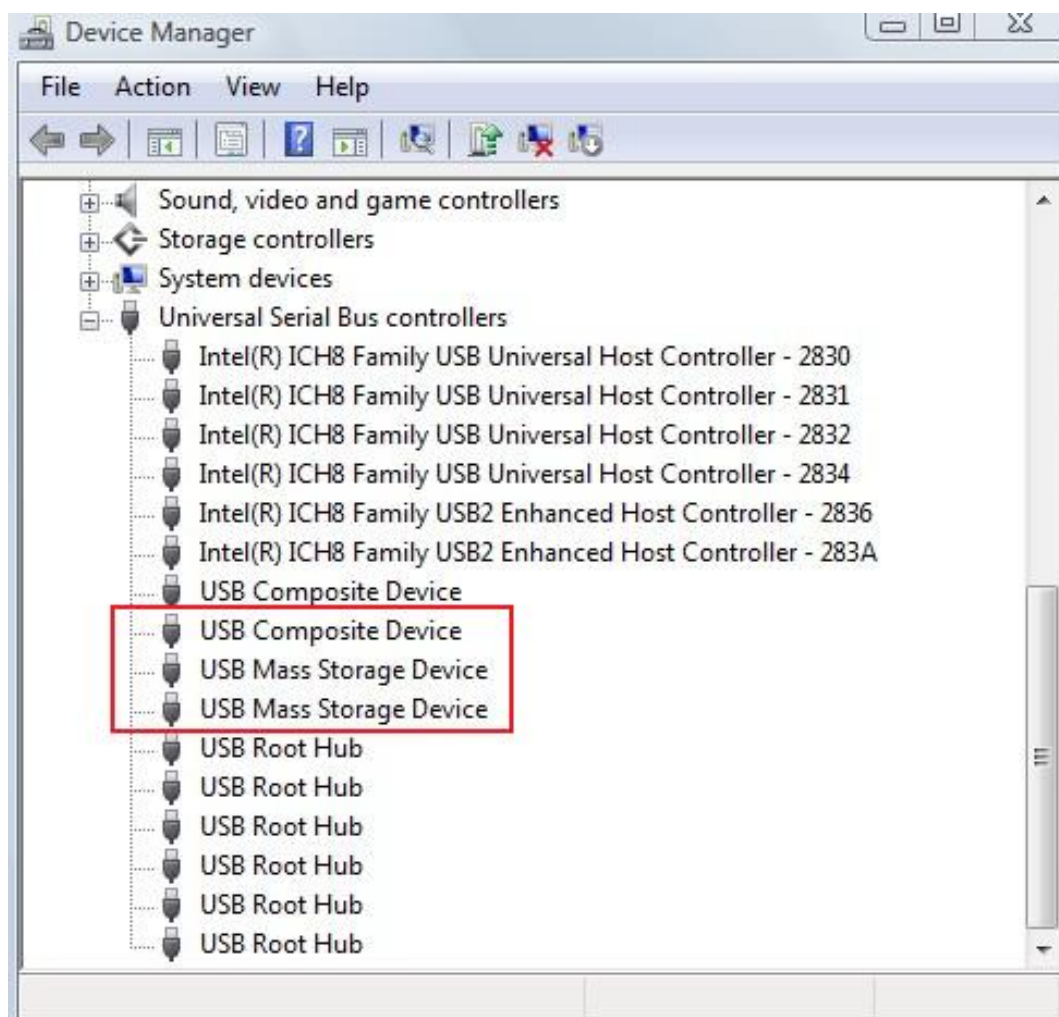 Device Manager
File Action View Help
Sound, video and game controllers
Storage controllers
System devices
Universal Serial Bus controllers
Intel(R) ICH8 Family USB Universal Host Controller - 2830
Intel(R) ICH8 Family USB Universal Host Controller - 2831
Intel(R) ICH8 Family USB Universal Host Controller - 2832
Intel(R) ICH8 Family USB Universal Host Controller - 2834
Intel(R) ICH8 Family USB2 Enhanced Host Controller - 2836
Intel(R) ICH8 Family USB2 Enhanced Host Controller - 283A
USB Composite Device
USB Composite Device
USB Mass Storage Device
USB Mass Storage Device
USB Root Hub
USB Root Hub
USB Root Hub
USB Root Hub
USB Root Hub
USB Root Hub